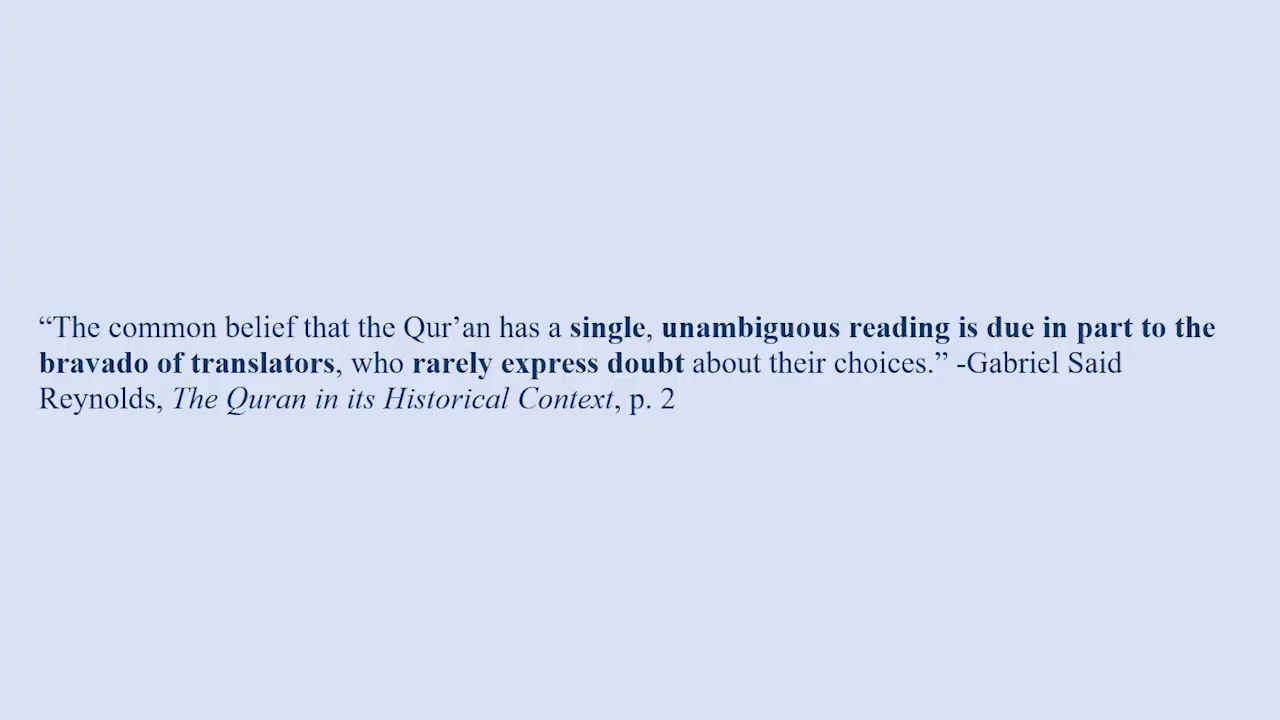 “The common belief that the Qur’an has a single, unambiguous reading is due in part to the
bravado of translators, who rarely express doubt about their choices.” -Gabriel Said
Reynolds, The Quran in its Historical Context, p. 2